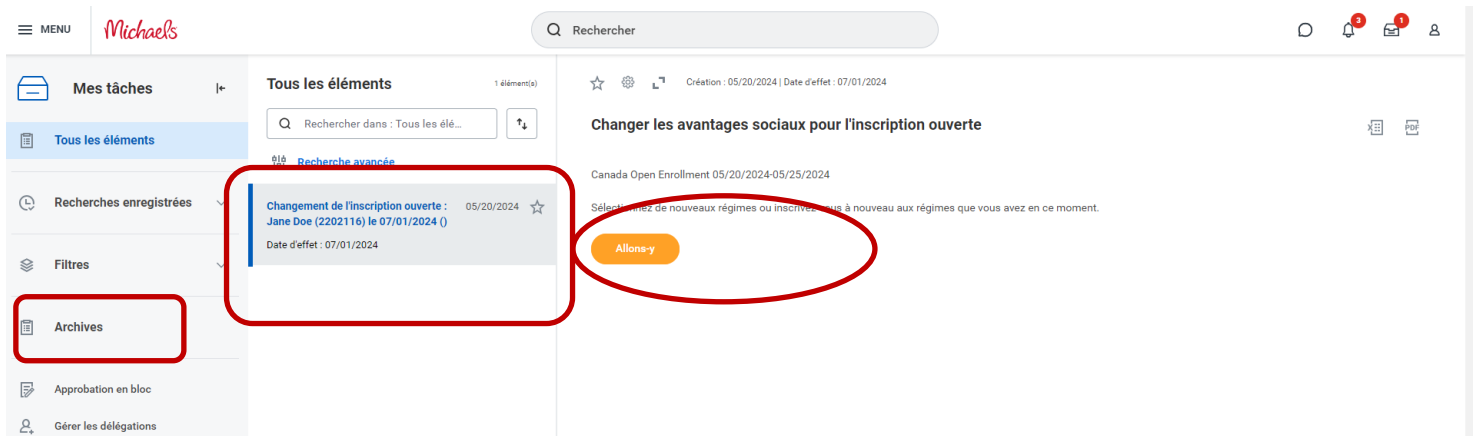 MENU
Michaels
Rechercher
3
1
Mes tâches
Tous les éléments
Recherches enregistrées
Filtres
Archives
Approbation en bloc
Gérer les délégations
Tous les éléments
1 élément(s)
Rechercher dans : Tous les élé...
Recherche avancée
Changement de l'inscription ouverte :
05/20/2024
Jane Doe (2202116) le 07/01/2024 ()
Date d'effet : 07/01/2024
Création : 05/20/2024 | Date d'effet : 07/01/2024
Changer les avantages sociaux pour l'inscription ouverte
PDF
Canada Open Enrollment 05/20/2024-05/25/2024
Sélectionnez de nouveaux régimes ou inscrivez-vous à nouveau aux régimes que vous avez en ce moment.
Allons-y